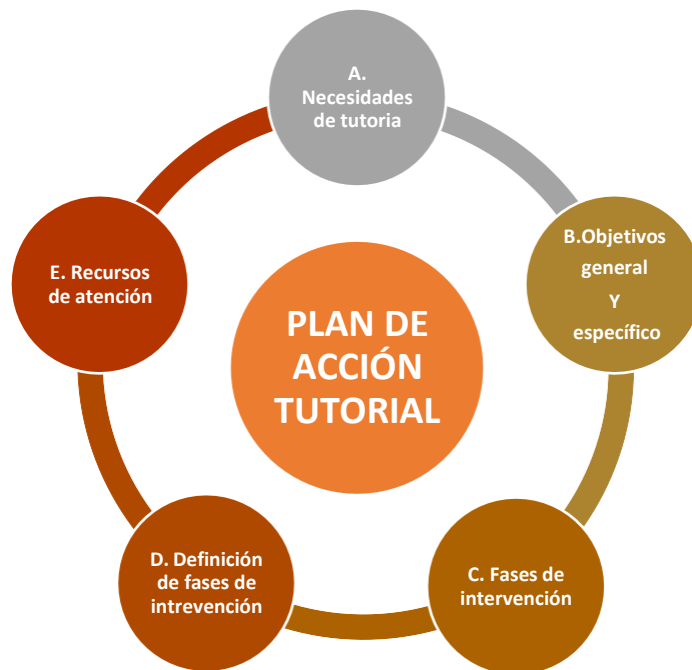 A.
Necesidades
de tutoria
B.Objetivos
general
Y
específico
C. Fases de
intervención
D. Definición
de fases de
intrevención
E. Recursos
de atención
PLAN DE
ACCIÓN
TUTORIAL